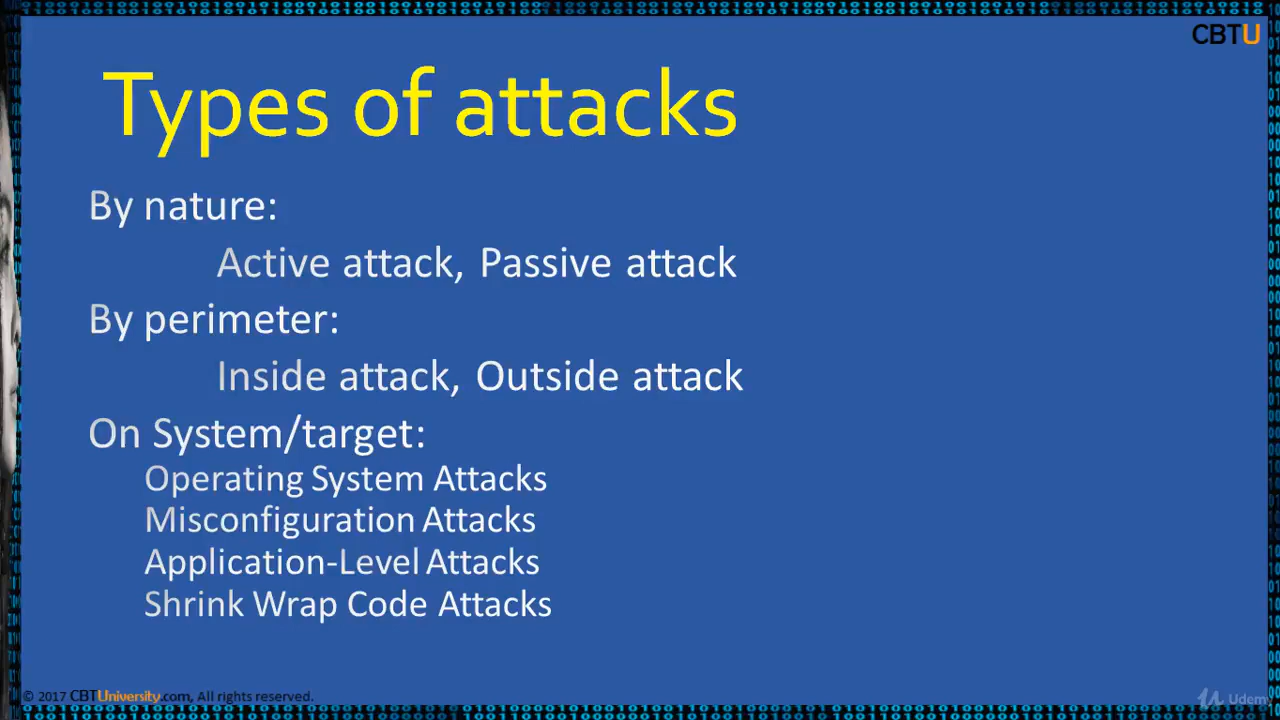 CBTU
Types of attacks
By nature:
Active attack, Passive attack
By perimeter:
Inside attack, Outside attack
On System/target:
Operating System Attacks
Misconfiguration Attacks
Application-Level Attacks
Shrink Wrap Code Attacks
© 2017 CBTUniversity.com, All rights reserved.
Udemy